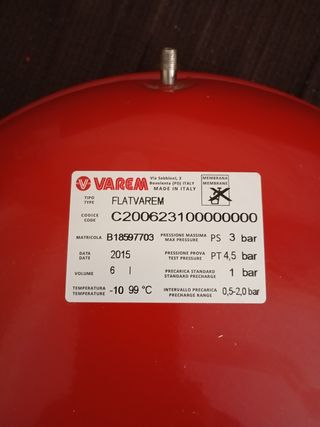 VAREM
Via Sabbioni, 2
Bovolenta (PD) ITALY
MADE IN ITALY
MEMBRANA
MEMBRANE
TIPO
TYPE
FLATVAREM
CODICE
CODE
C200623100000000
MATRICOLA B18597703
PRESSIONE MASSIMA
MAX PRESSURE
PS 3 bar
DATA
DATE
2015
PRESSIONE PROVA
TEST PRESSURE
PT 4,5 bar
VOLUME 6 l
PRECARICA STANDARD
STANDARD PRECHARGE
1 bar
TEMPERATURA
TEMPERATURE
-10 99 °C
INTERVALLO PRECARICA
PRECHARGE RANGE
0,5-2,0 bar